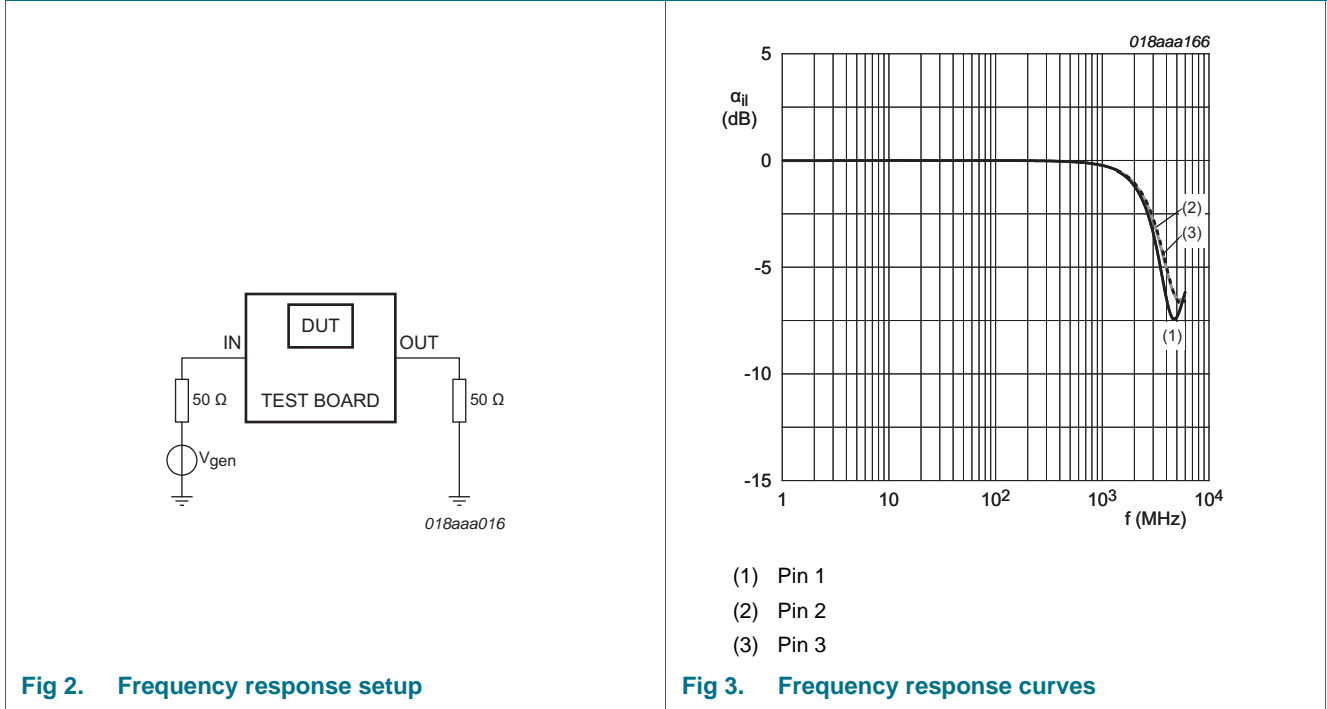 IN
DUT
OUT
50 Ω
TEST BOARD
50 Ω
Vgen
018aaa016
Fig 2. Frequency response setup
018aaa166
αil
(dB)
5
0
-5
-10
-15
(2)
(3)
(1)
1
10
10²
10³
10⁴
f (MHz)
(1) Pin 1
(2) Pin 2
(3) Pin 3
Fig 3. Frequency response curves